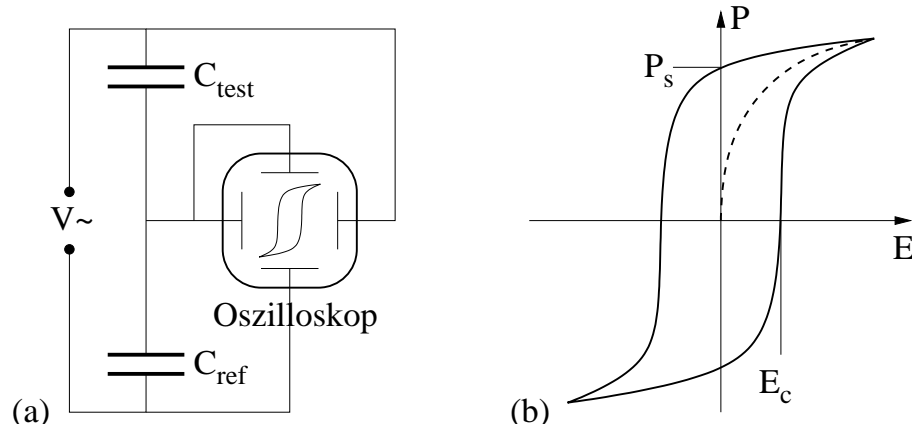 (a)
V~
C_test
C_ref
Oszilloskop
(b)
P
P_s
E
E_c